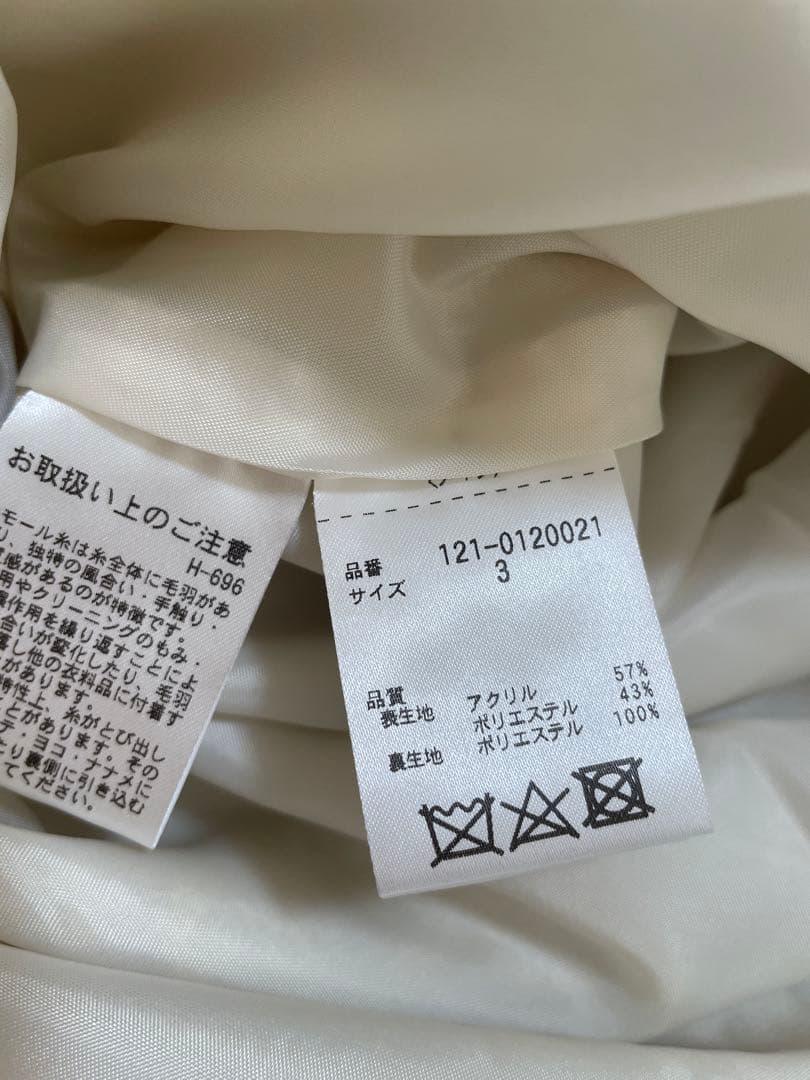 お取扱い上のご注意
H-696
モール糸は糸全体に毛羽があ
り、独特の風合い・手触り・
感があるのが特徴です。
用やクリーニングのもみ・
作用を繰り返すことによ
合いが変化したり、毛羽
し他の衣料品に付着す
があります。
特性上、糸がとび出し
とがあります。その
テ・ヨコ・ナナメに
たり裏側に引き込む
てください。
品番 121-0120021
サイズ 3
品質
表生地 アクリル 57%
ポリエステル 43%
裏生地 ポリエステル 100%